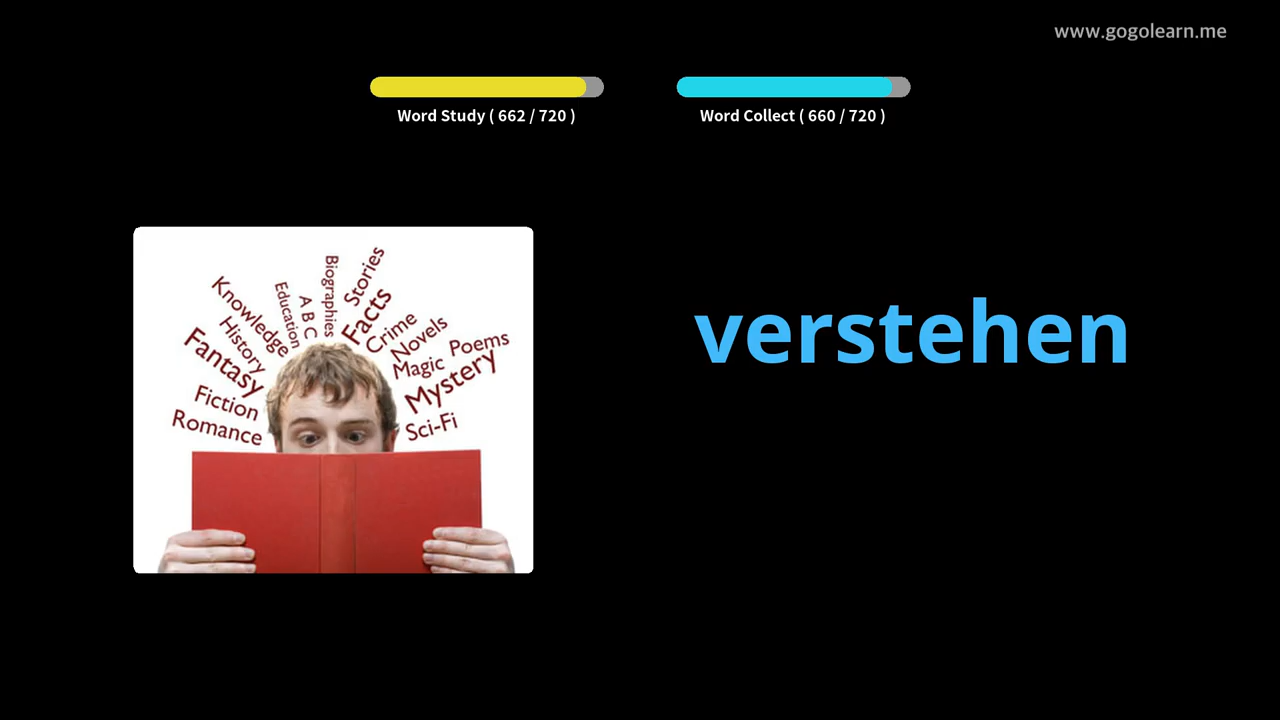 www.gogolearn.me
Word Study ( 662 / 720 )
Word Collect ( 660 / 720 )
Biographies
Stories
Education
A B C
Facts
Knowledge
Crime
History
Novels
Fantasy
Magic
Poems
Mystery
Fiction
Romance
Sci-Fi
verstehen